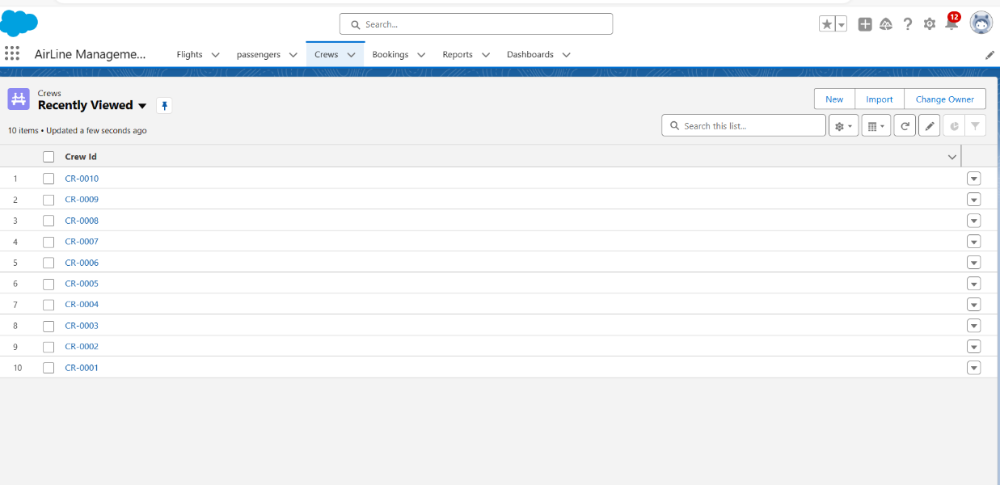 Search...
12
AirLine Manageme...
Flights
passengers
Crews
Bookings
Reports
Dashboards
Crews
Recently Viewed
New
Import
Change Owner
10 items • Updated a few seconds ago
Search this list...
Crew Id
1 CR-0010
2 CR-0009
3 CR-0008
4 CR-0007
5 CR-0006
6 CR-0005
7 CR-0004
8 CR-0003
9 CR-0002
10 CR-0001